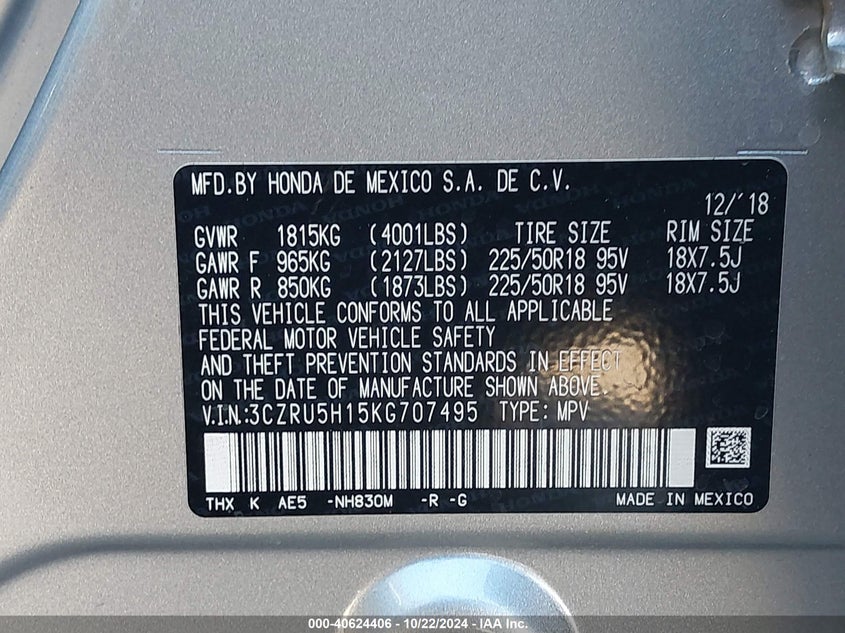 MFD.BY HONDA DE MEXICO S.A. DE C.V.
12/'18
GVWR 1815KG (4001LBS) TIRE SIZE RIM SIZE
GAWR F 965KG (2127LBS) 225/50R18 95V 18X7.5J
GAWR R 850KG (1873LBS) 225/50R18 95V 18X7.5J
THIS VEHICLE CONFORMS TO ALL APPLICABLE
FEDERAL MOTOR VEHICLE SAFETY
AND THEFT PREVENTION STANDARDS IN EFFECT
ON THE DATE OF MANUFACTURE SHOWN ABOVE.
V.I.N.:3CZRU5H15KG707495 TYPE: MPV
THX K AE5 -NH830M -R -G MADE IN MEXICO
000-40624406 - 10/22/2024 - IAA Inc.